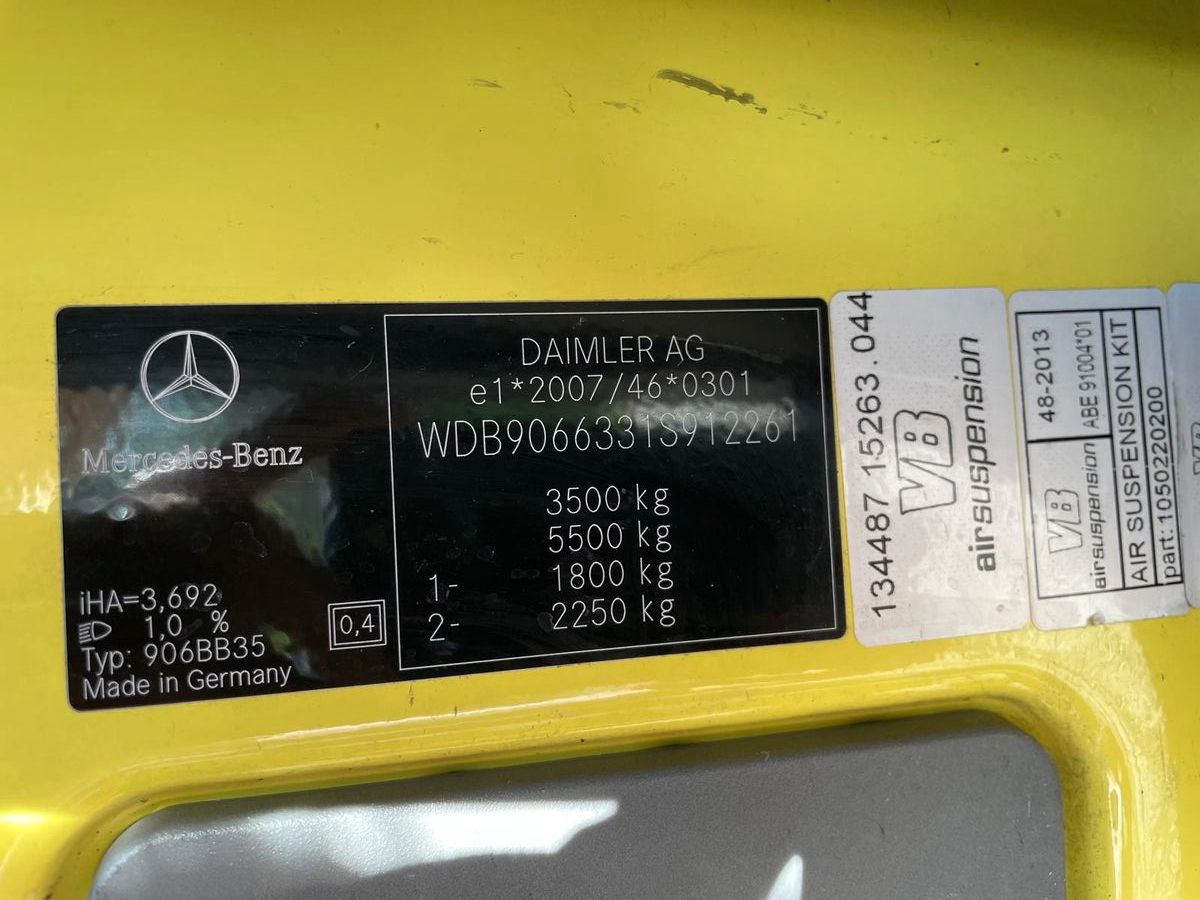 Mercedes-Benz
iHA=3,692
1,0 %
Typ: 906BB35
Made in Germany
0,4
DAIMLER AG
e1*2007/46*0301
WDB9066331S912261
3500 kg
5500 kg
1- 1800 kg
2- 2250 kg
134487 15263.044
VB
airsuspension
VB
airsuspension
48-2013
ABE 91004*01
AIR SUSPENSION KIT
part:1050220200